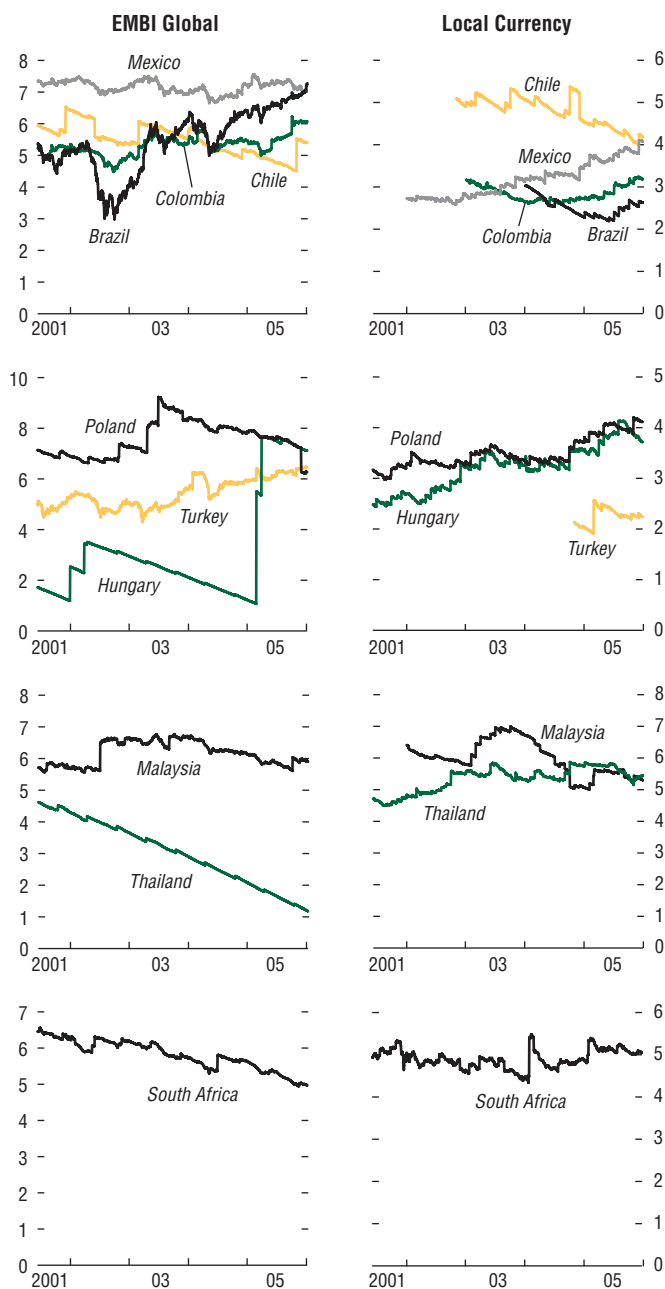 EMBI Global
8
7
6
5
4
3
2
1
0
Mexico
Colombia
Chile
Brazil
2001 03 05
Local Currency
6
5
4
3
2
1
0
Chile
Mexico
Colombia
Brazil
2001 03 05
10
8
6
4
2
0
Poland
Turkey
Hungary
2001 03 05
5
4
3
2
1
0
Poland
Hungary
Turkey
2001 03 05
8
7
6
5
4
3
2
1
0
Malaysia
Thailand
2001 03 05
8
7
6
5
4
3
2
1
0
Malaysia
Thailand
2001 03 05
7
6
5
4
3
2
1
0
South Africa
2001 03 05
6
5
4
3
2
1
0
South Africa
2001 03 05